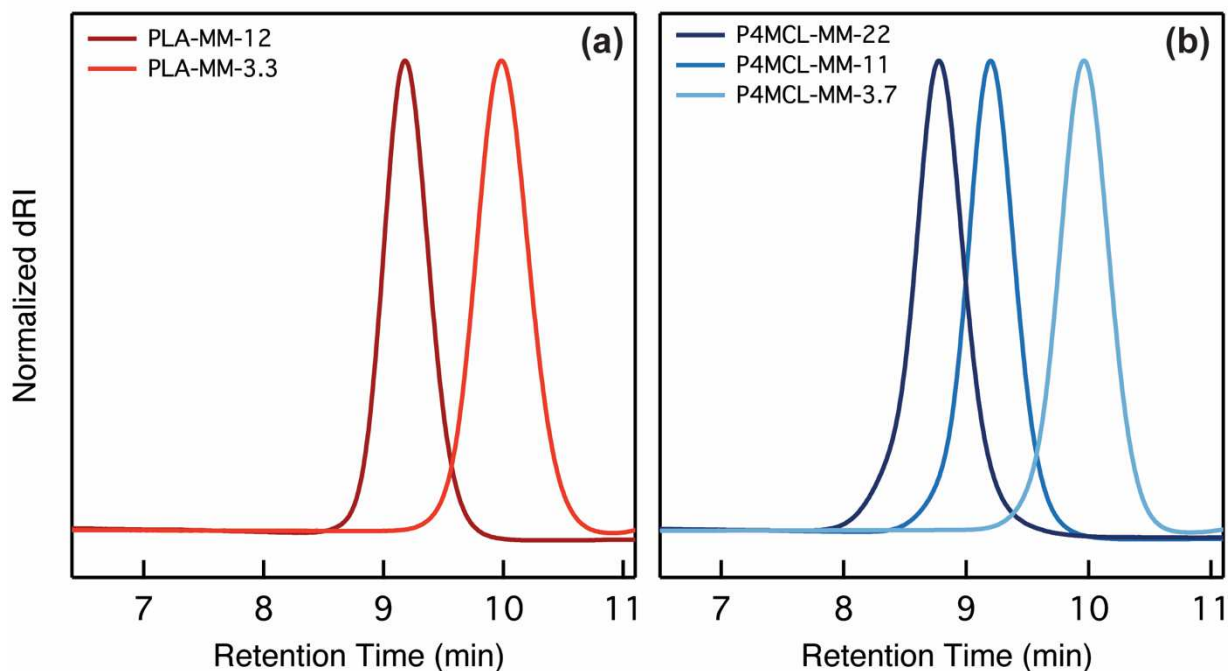 PLA-MM-12
PLA-MM-3.3
(a)
P4MCL-MM-22
P4MCL-MM-11
P4MCL-MM-3.7
(b)
Normalized dRI
7 8 9 10 11
7 8 9 10 11
Retention Time (min)
Retention Time (min)